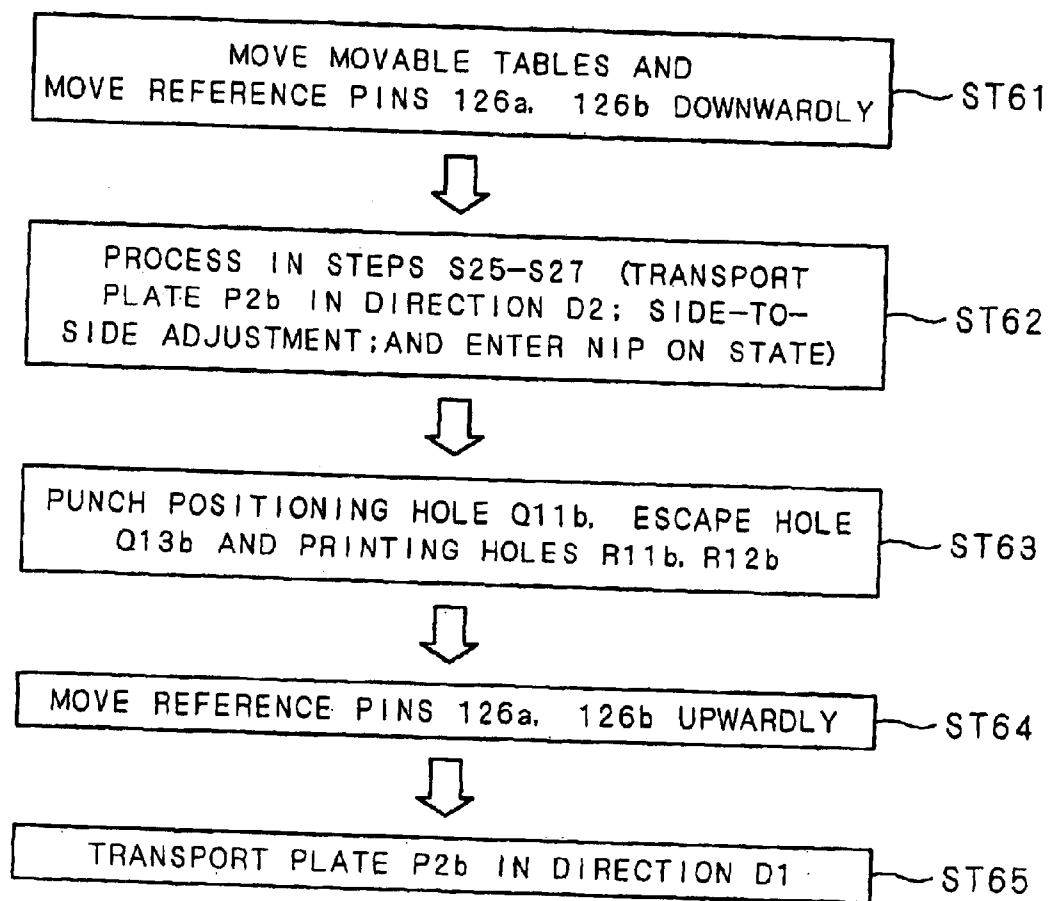 MOVE MOVABLE TABLES AND
MOVE REFERENCE PINS 126a, 126b DOWNWARDLY
ST61
PROCESS IN STEPS S25-S27 (TRANSPORT
PLATE P2b IN DIRECTION D2; SIDE-TO-
SIDE ADJUSTMENT;AND ENTER NIP ON STATE)
ST62
PUNCH POSITIONING HOLE Q11b, ESCAPE HOLE
Q13b AND PRINTING HOLES R11b, R12b
ST63
MOVE REFERENCE PINS 126a, 126b UPWARDLY
ST64
TRANSPORT PLATE P2b IN DIRECTION D1
ST65